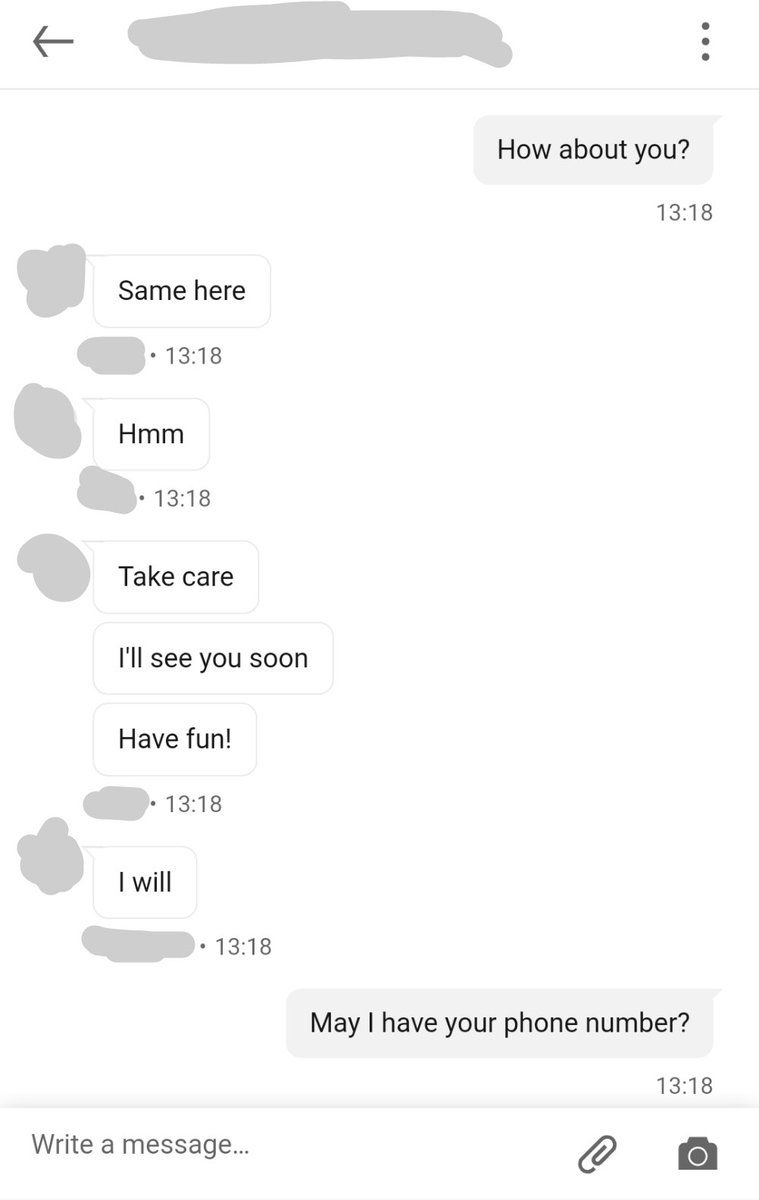 How about you?
13:18
Same here
• 13:18
Hmm
• 13:18
Take care
I'll see you soon
Have fun!
• 13:18
I will
• 13:18
May I have your phone number?
13:18
Write a message...